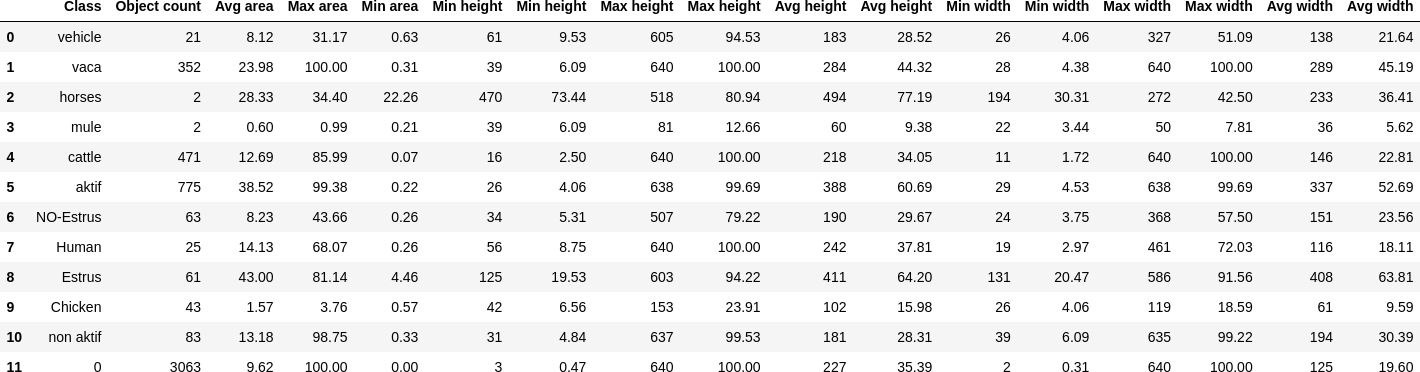 Class Object count Avg area Max area Min area Min height Min height Max height Max height Avg height Avg height Min width Min width Max width Max width Avg width Avg width
0 vehicle 21 8.12 31.17 0.63 61 9.53 605 94.53 183 28.52 26 4.06 327 51.09 138 21.64
1 vaca 352 23.98 100.00 0.31 39 6.09 640 100.00 284 44.32 28 4.38 640 100.00 289 45.19
2 horses 2 28.33 34.40 22.26 470 73.44 518 80.94 494 77.19 194 30.31 272 42.50 233 36.41
3 mule 2 0.60 0.99 0.21 39 6.09 81 12.66 60 9.38 22 3.44 50 7.81 36 5.62
4 cattle 471 12.69 85.99 0.07 16 2.50 640 100.00 218 34.05 11 1.72 640 100.00 146 22.81
5 aktif 775 38.52 99.38 0.22 26 4.06 638 99.69 388 60.69 29 4.53 638 99.69 337 52.69
6 NO-Estrus 63 8.23 43.66 0.26 34 5.31 507 79.22 190 29.67 24 3.75 368 57.50 151 23.56
7 Human 25 14.13 68.07 0.26 56 8.75 640 100.00 242 37.81 19 2.97 461 72.03 116 18.11
8 Estrus 61 43.00 81.14 4.46 125 19.53 603 94.22 411 64.20 131 20.47 586 91.56 408 63.81
9 Chicken 43 1.57 3.76 0.57 42 6.56 153 23.91 102 15.98 26 4.06 119 18.59 61 9.59
10 non aktif 83 13.18 98.75 0.33 31 4.84 637 99.53 181 28.31 39 6.09 635 99.22 194 30.39
11 0 3063 9.62 100.00 0.00 3 0.47 640 100.00 227 35.39 2 0.31 640 100.00 125 19.60